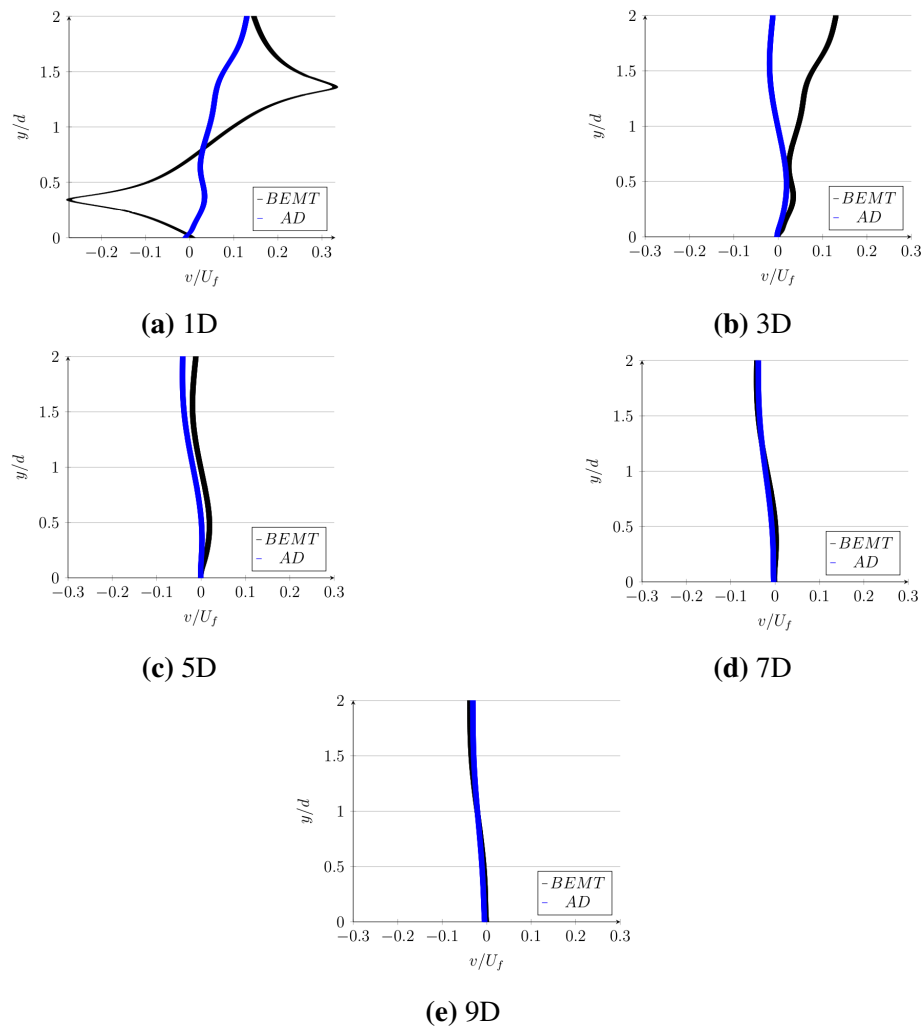 2
1.5
1
0.5
0
y/d
−0.2 −0.1 0 0.1 0.2 0.3
v/U_f
BEMT
AD
(a) 1D
2
1.5
1
0.5
0
y/d
−0.3 −0.2 −0.1 0 0.1 0.2 0.3
v/U_f
BEMT
AD
(b) 3D
2
1.5
1
0.5
0
y/d
−0.3 −0.2 −0.1 0 0.1 0.2 0.3
v/U_f
BEMT
AD
(c) 5D
2
1.5
1
0.5
0
y/d
−0.3 −0.2 −0.1 0 0.1 0.2 0.3
v/U_f
BEMT
AD
(d) 7D
2
1.5
1
0.5
0
y/d
−0.3 −0.2 −0.1 0 0.1 0.2 0.3
v/U_f
BEMT
AD
(e) 9D